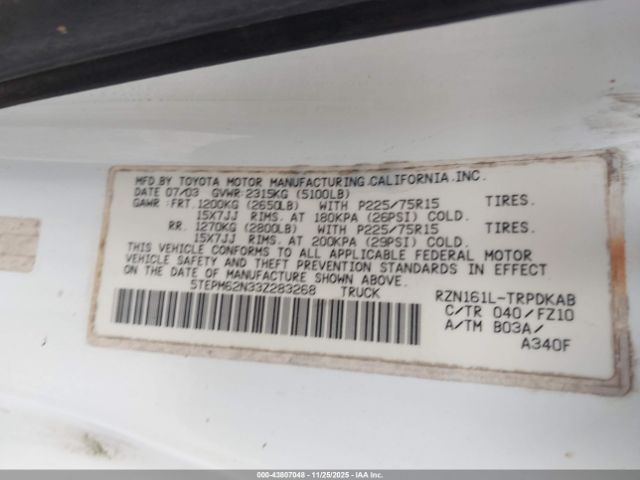 MFD.BY TOYOTA MOTOR MANUFACTURING,CALIFORNIA,INC.
DATE 07/03 GVWR:2315KG (5100LB)
GAWR:FRT.1200KG (2650LB) WITH P225/75R15 TIRES.
15X7JJ RIMS. AT 180KPA (26PSI) COLD.
RR. 1270KG (2800LB) WITH P225/75R15 TIRES.
15X7JJ RIMS. AT 200KPA (29PSI) COLD.
THIS VEHICLE CONFORMS TO ALL APPLICABLE FEDERAL MOTOR
VEHICLE SAFETY AND THEFT PREVENTION STANDARDS IN EFFECT
ON THE DATE OF MANUFACTURE SHOWN ABOVE.
5TEPM62N33Z283268 TRUCK RZN161L-TRPDKAB
C/TR 040/FZ10
A/TM B03A/
A340F
000-43807048 - 11/25/2025 - IAA